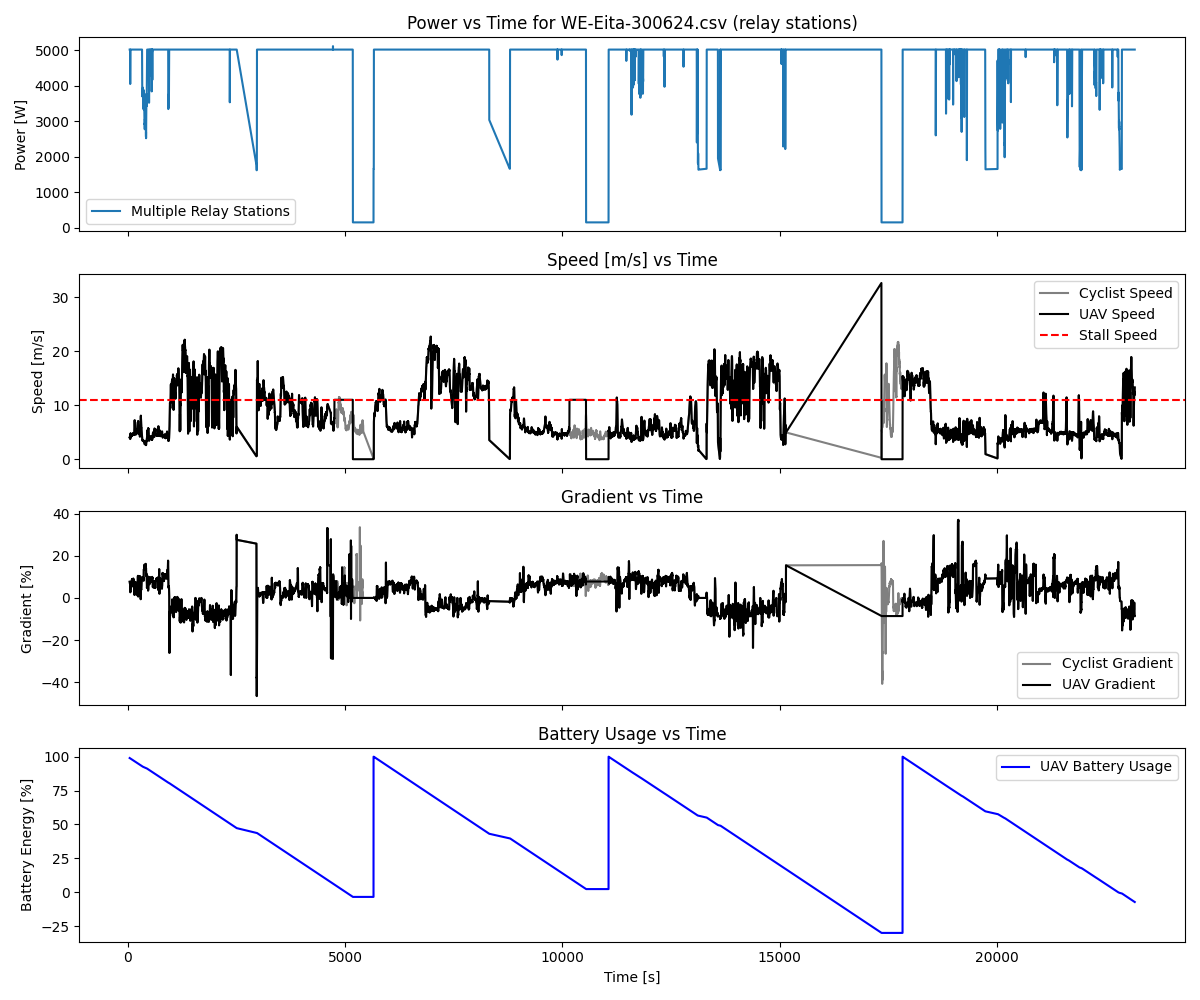 Power vs Time for WE-Eita-300624.csv (relay stations)
5000
4000
3000
2000
1000
0
Power [W]
Multiple Relay Stations
Speed [m/s] vs Time
30
20
10
0
Speed [m/s]
Cyclist Speed
UAV Speed
Stall Speed
Gradient vs Time
40
20
0
−20
−40
Gradient [%]
Cyclist Gradient
UAV Gradient
Battery Usage vs Time
100
75
50
25
0
−25
Battery Energy [%]
UAV Battery Usage
0 5000 10000 15000 20000
Time [s]